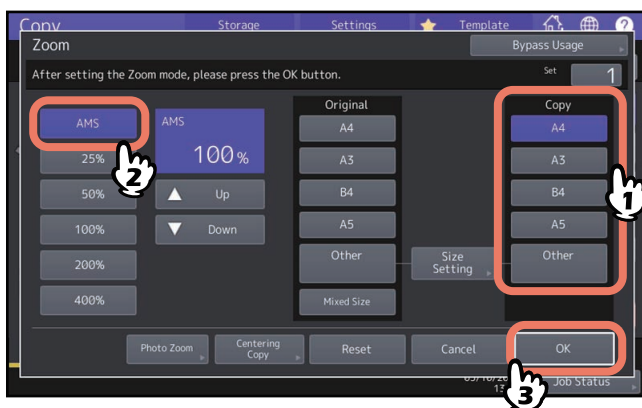 Copy Storage Settings Template
Zoom Bypass Usage
After setting the Zoom mode, please press the OK button. Set 1
Original Copy
AMS AMS A4 A4
25% 100 % A3 A3
2
1
50% Up B4 B4
100% Down A5 A5
200% Other Size Setting Other
400% Mixed Size
Photo Zoom Centering Copy Reset Cancel OK
3
Job Status